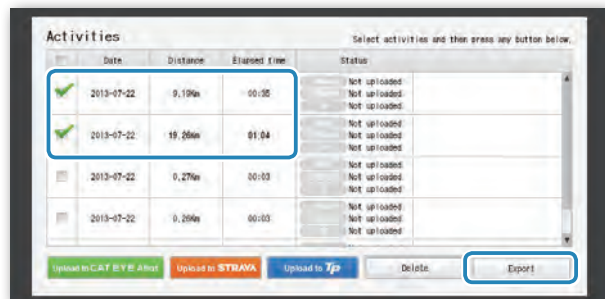 Activities
Select activities and then press any button below.
Date Distance Elapsed time Status
2013-07-22 9.19Km 00:35
Not uploaded
Not uploaded
Not uploaded
2013-07-22 19.26Km 01:04
Not uploaded
Not uploaded
Not uploaded
2013-07-22 0.27Km 00:03
Not uploaded
Not uploaded
Not uploaded
2013-07-22 0.26Km 00:03
Not uploaded
Not uploaded
Not uploaded
Upload to CAT EYE Atlas Upload to STRAVA Upload to Tp Delete Export